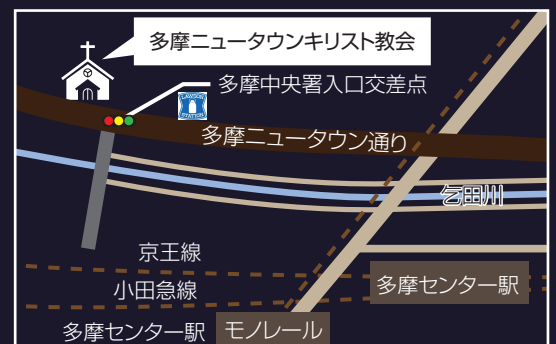 多摩ニュータウンキリスト教会
多摩中央署入口交差点
LAWSON
STATION
多摩ニュータウン通り
乞田川
京王線
小田急線
多摩センター駅
多摩センター駅
モノレール